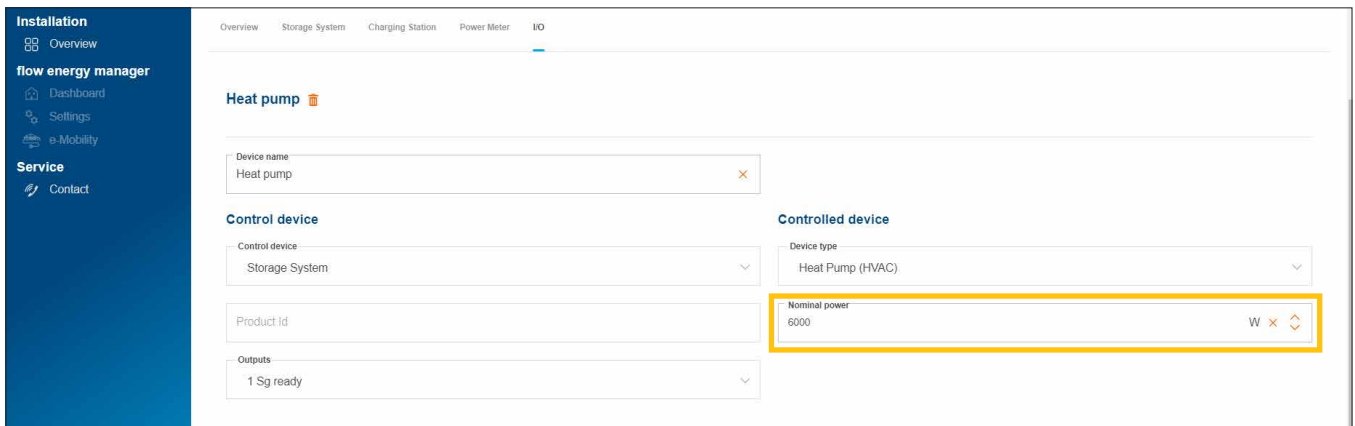 Installation
Overview
flow energy manager
Dashboard
Settings
e-Mobility
Service
Contact
Overview Storage System Charging Station Power Meter I/O
Heat pump
Device name
Heat pump
Control device
Controlled device
Control device
Storage System
Device type
Heat Pump (HVAC)
Product Id
Nominal power
6000 W
Outputs
1 Sg ready